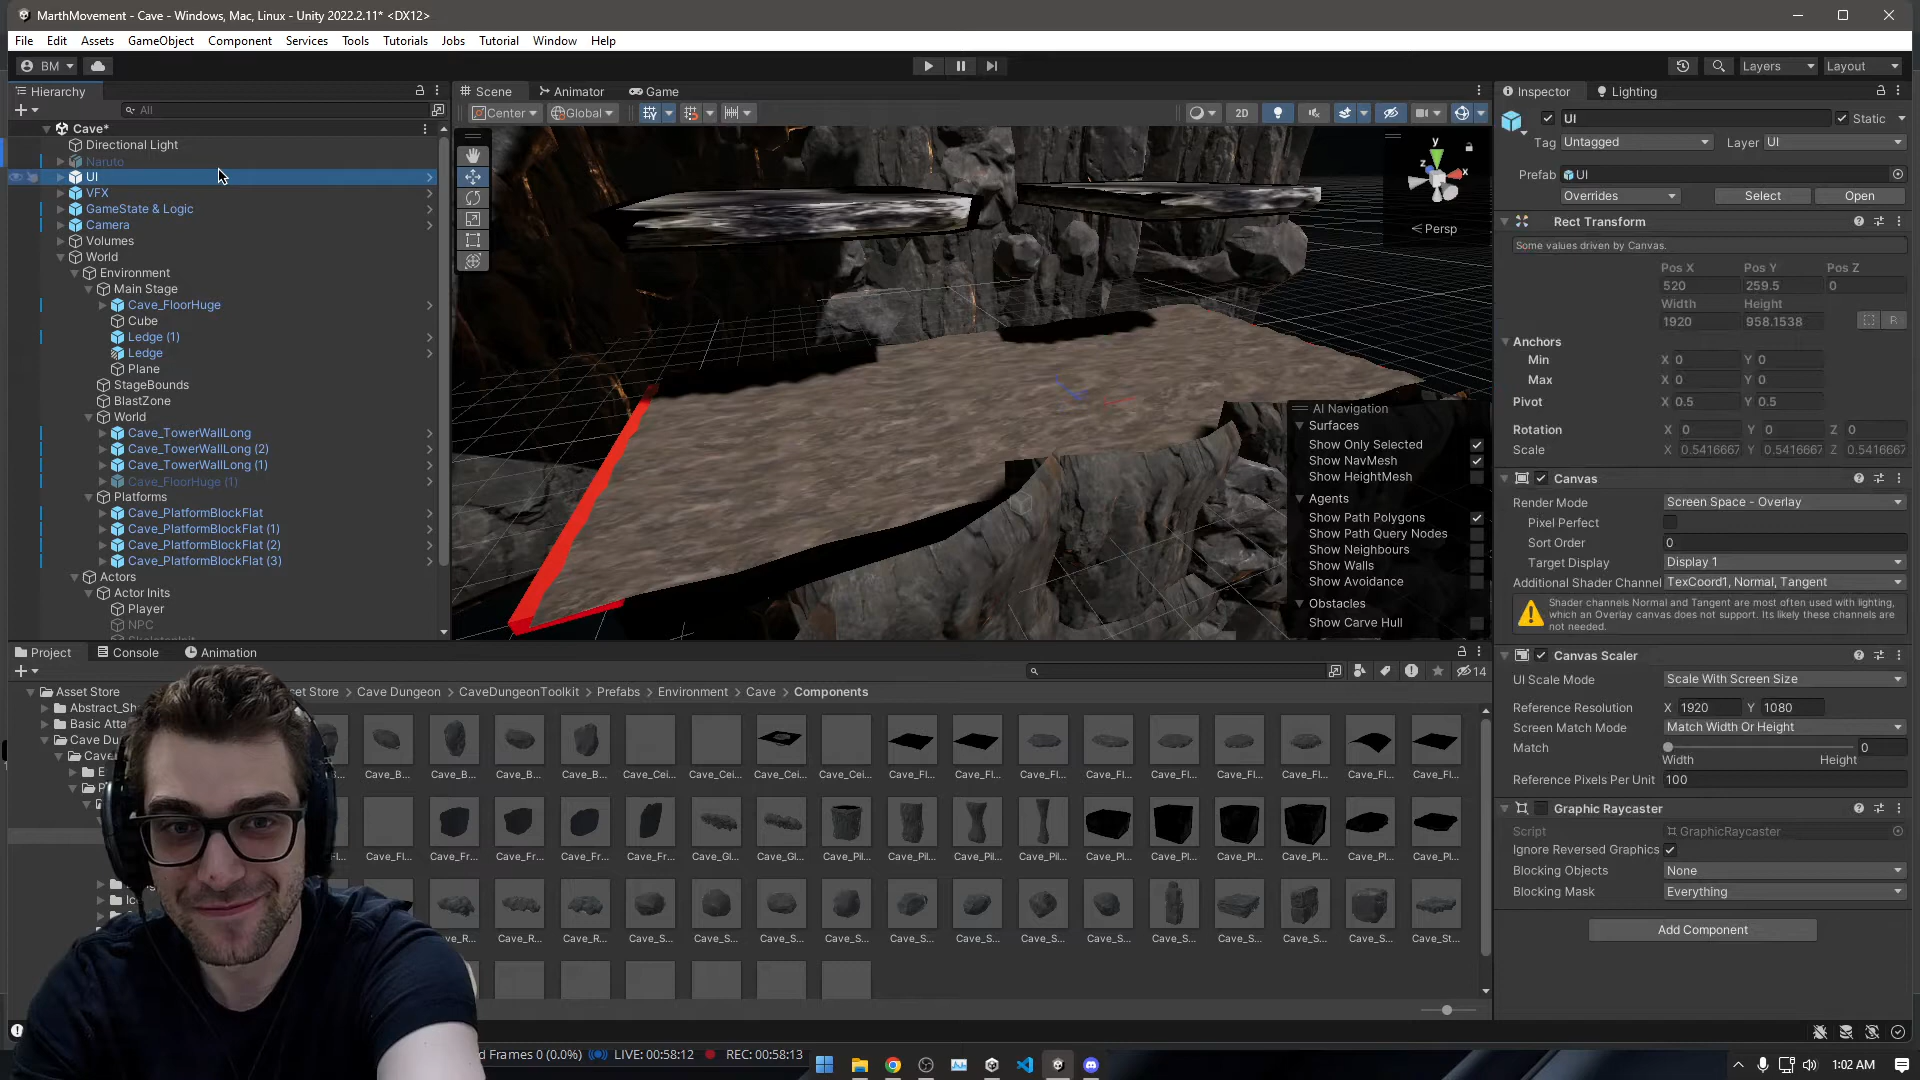 MarthMovement - Cave - Windows, Mac, Linux - Unity 2022.2.11* <DX12>
File Edit Assets GameObject Component Services Tools Tutorials Jobs Tutorial Window Help
BM Layers Layout
Hierarchy
All
Cave*
Directional Light
Naruto
UI
VFX
GameState & Logic
Camera
Volumes
World
Environment
Main Stage
Cave_FloorHuge
Cube
Ledge (1)
Ledge
Plane
StageBounds
BlastZone
World
Cave_TowerWallLong
Cave_TowerWallLong (2)
Cave_TowerWallLong (1)
Cave_FloorHuge (1)
Platforms
Cave_PlatformBlockFlat
Cave_PlatformBlockFlat (1)
Cave_PlatformBlockFlat (2)
Cave_PlatformBlockFlat (3)
Actors
Actor Inits
Player
NPC
Scene Animator Game
Center Global 2D
y
z x
< Persp
AI Navigation
Surfaces
Show Only Selected
Show NavMesh
Show HeightMesh
Agents
Show Path Polygons
Show Path Query Nodes
Show Neighbours
Show Walls
Show Avoidance
Obstacles
Show Carve Hull
Inspector Lighting
UI Static
Tag Untagged Layer UI
Prefab UI
Overrides Select Open
Rect Transform
Some values driven by Canvas.
Pos X Pos Y Pos Z
520 259.5 0
Width Height
1920 958.1538 R
Anchors
Min X 0 Y 0
Max X 0 Y 0
Pivot X 0.5 Y 0.5
Rotation X 0 Y 0 Z 0
Scale X 0.5416667 Y 0.5416667 Z 0.5416667
Canvas
Render Mode Screen Space - Overlay
Pixel Perfect
Sort Order 0
Target Display Display 1
Additional Shader Channel TexCoord1, Normal, Tangent
Shader channels Normal and Tangent are most often used with lighting,
which an Overlay canvas does not support. Its likely these channels are
not needed.
Canvas Scaler
UI Scale Mode Scale With Screen Size
Reference Resolution X 1920 Y 1080
Screen Match Mode Match Width Or Height
Match 0
Width Height
Reference Pixels Per Unit 100
Graphic Raycaster
Script GraphicRaycaster
Ignore Reversed Graphics
Blocking Objects None
Blocking Mask Everything
Add Component
Project Console Animation
14
Asset Store
Abstract_Sh
Basic Atta
Cave Du
set Store > Cave Dungeon > CaveDungeonToolkit > Prefabs > Environment > Cave > Components
Cave_B... Cave_B... Cave_B... Cave_B... Cave_Cei... Cave_Cei... Cave_Cei... Cave_Cei... Cave_Fl... Cave_Fl... Cave_Fl... Cave_Fl... Cave_Fl... Cave_Fl... Cave_Fl... Cave_Fl... Cave_Fl...
Cave_Fl... Cave_Fr... Cave_Fr... Cave_Fr... Cave_Fr... Cave_Gl... Cave_Gl... Cave_Pil... Cave_Pil... Cave_Pil... Cave_Pil... Cave_Pl... Cave_Pl... Cave_Pl... Cave_Pl... Cave_Pl... Cave_Pl...
Cave_R... Cave_R... Cave_R... Cave_S... Cave_S... Cave_S... Cave_S... Cave_S... Cave_S... Cave_S... Cave_S... Cave_S... Cave_S... Cave_S... Cave_S... Cave_St...
d Frames 0 (0.0%) LIVE: 00:58:12 REC: 00:58:13
1:02 AM